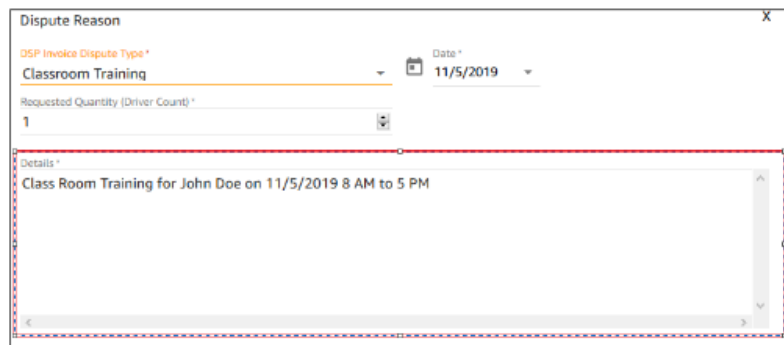 Dispute Reason
X
DSP Invoice Dispute Type *
Date *
Classroom Training
11/5/2019
Requested Quantity (Driver Count) *
1
Details *
Class Room Training for John Doe on 11/5/2019 8 AM to 5 PM